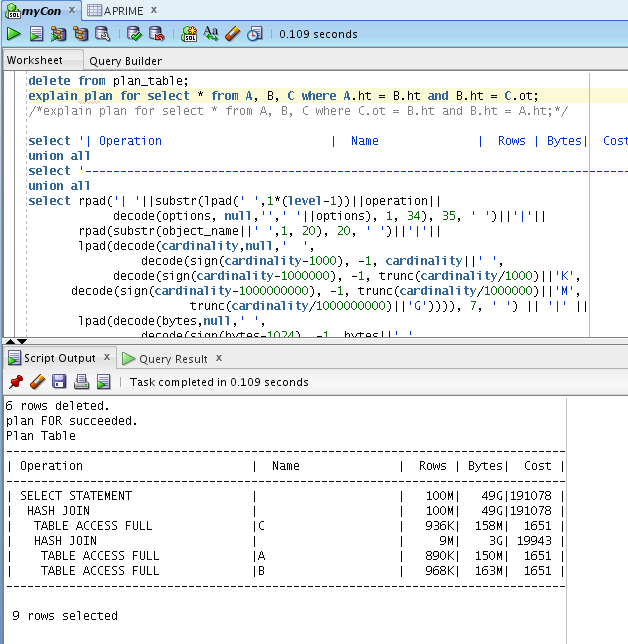 myCon x APRIME x
SQL 0.109 seconds
Worksheet Query Builder
delete from plan_table;
explain plan for select * from A, B, C where A.ht = B.ht and B.ht = C.ot;
/*explain plan for select * from A, B, C where C.ot = B.ht and B.ht = A.ht;*/
select '| Operation | Name | Rows | Bytes| Cost
union all
select '--------------------------------------------------------------------------------
union all
select rpad('| '||substr(lpad(' ',1*(level-1))||operation||
decode(options, null,'',' '||options), 1, 34), 35, ' ')||'|'||
rpad(substr(object_name||' ',1, 20), 20, ' ')||'|'||
lpad(decode(cardinality,null,'  ',
decode(sign(cardinality-1000), -1, cardinality||' ',
decode(sign(cardinality-1000000), -1, trunc(cardinality/1000)||'K',
decode(sign(cardinality-1000000000), -1, trunc(cardinality/1000000)||'M',
trunc(cardinality/1000000000)||'G')))), 7, ' ') || '|' ||
lpad(decode(bytes,null,' ',
decode(sign(bytes-1024), -1, bytes||' '
Script Output x Query Result x
Task completed in 0.109 seconds
6 rows deleted.
plan FOR succeeded.
Plan Table
--------------------------------------------------------------------------------
| Operation | Name | Rows | Bytes| Cost |
--------------------------------------------------------------------------------
| SELECT STATEMENT | | 100M| 49G|191078 |
| HASH JOIN | | 100M| 49G|191078 |
| TABLE ACCESS FULL |C | 936K| 158M| 1651 |
| HASH JOIN | | 9M| 3G| 19943 |
| TABLE ACCESS FULL |A | 890K| 150M| 1651 |
| TABLE ACCESS FULL |B | 968K| 163M| 1651 |
--------------------------------------------------------------------------------
9 rows selected